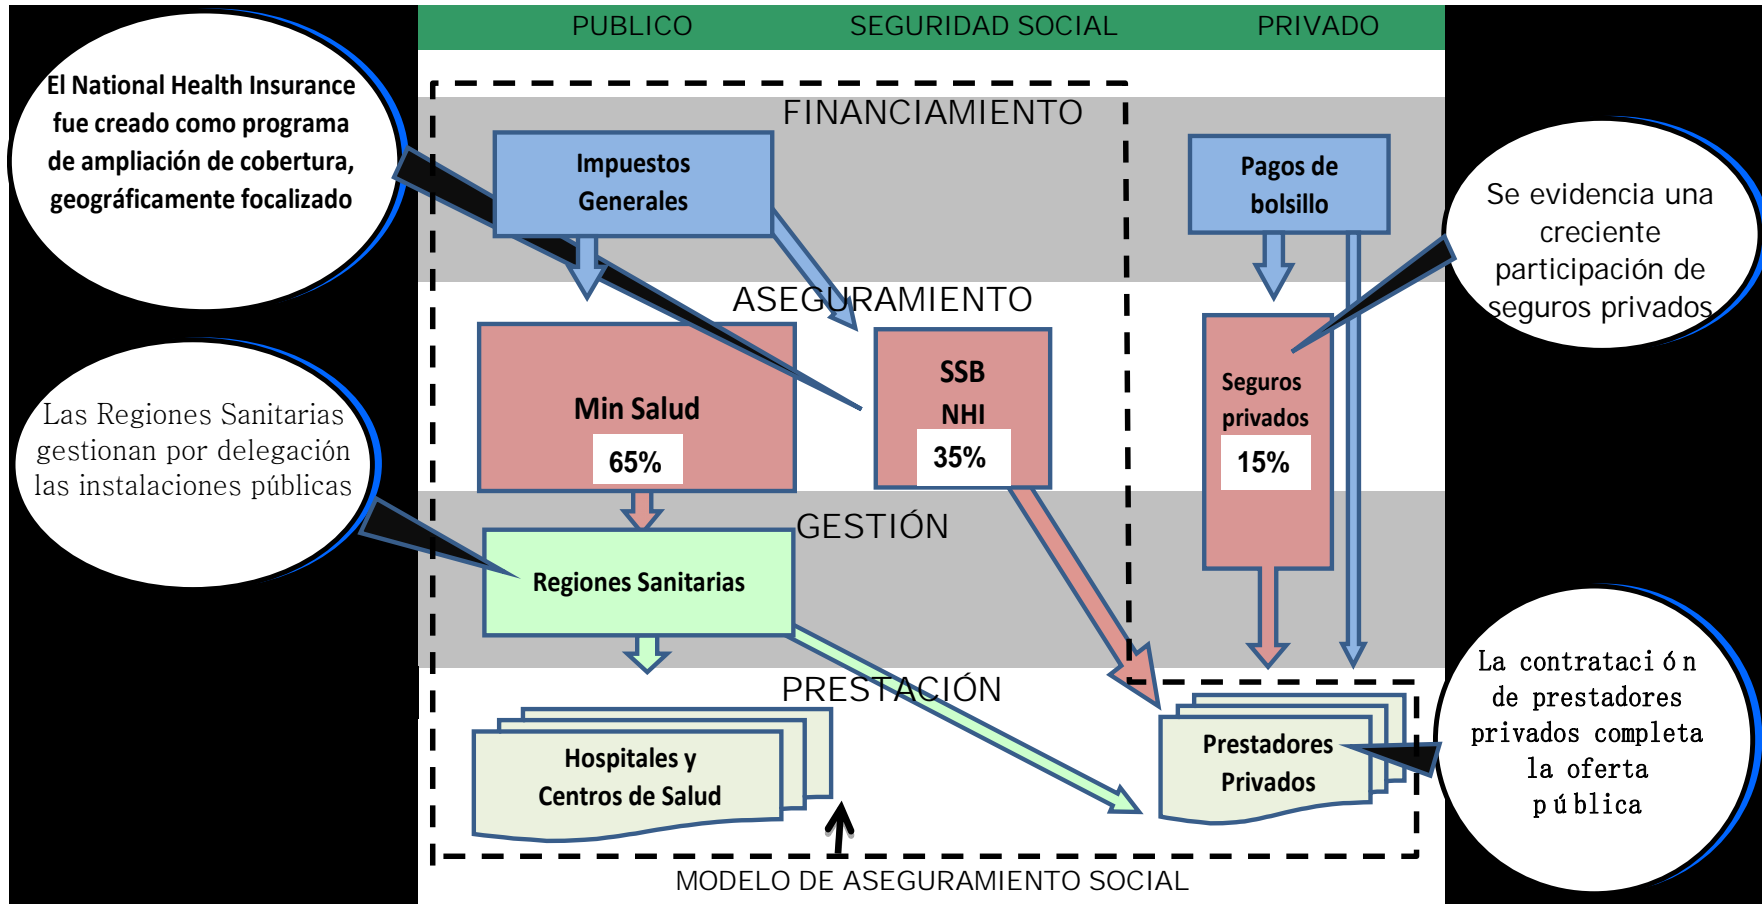 PUBLICO
SEGURIDAD SOCIAL
PRIVADO
El National Health Insurance
fue creado como programa
de ampliación de cobertura,
geográficamente focalizado
FINANCIAMIENTO
Impuestos
Generales
Pagos de
bolsillo
Se evidencia una
creciente
participación de
seguros privados
ASEGURAMIENTO
Min Salud
65%
SSB
NHI
35%
Seguros
privados
15%
Las Regiones Sanitarias
gestionan por delegación
las instalaciones públicas
GESTIÓN
Regiones Sanitarias
PRESTACIÓN
Hospitales y
Centros de Salud
Prestadores
Privados
La contratación
de prestadores
privados completa
la oferta
pública
MODELO DE ASEGURAMIENTO SOCIAL